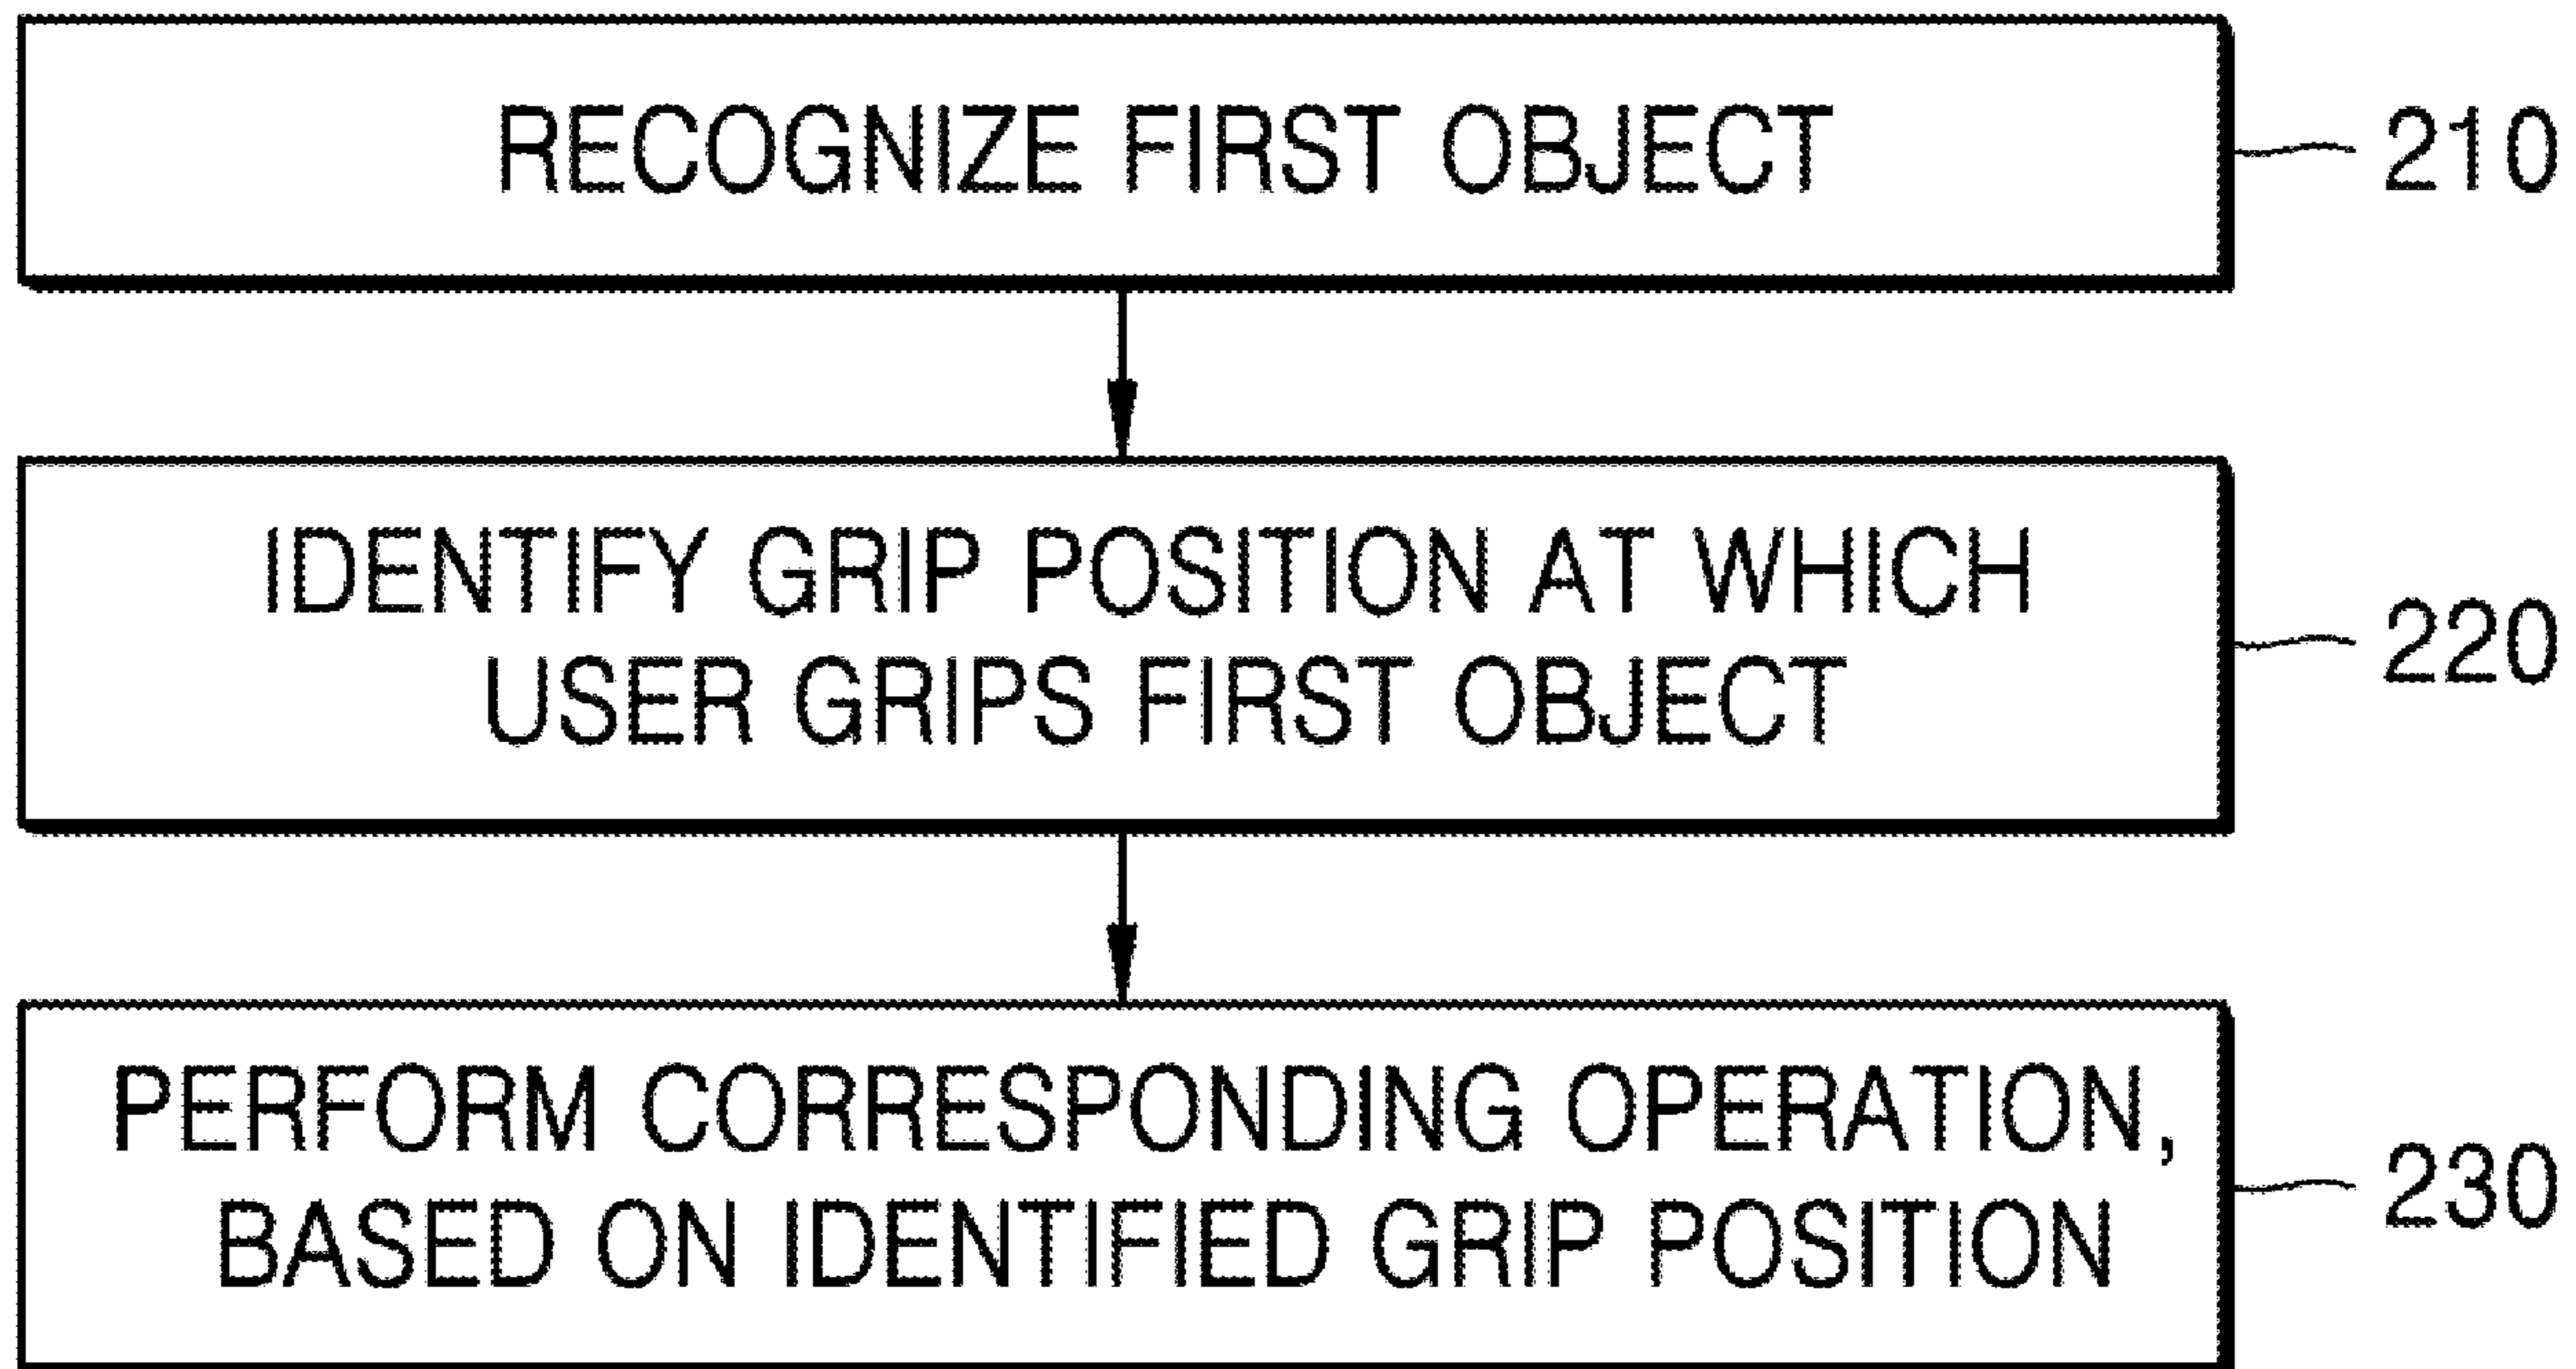 RECOGNIZE FIRST OBJECT
210
IDENTIFY GRIP POSITION AT WHICH
USER GRIPS FIRST OBJECT
220
PERFORM CORRESPONDING OPERATION,
BASED ON IDENTIFIED GRIP POSITION
230